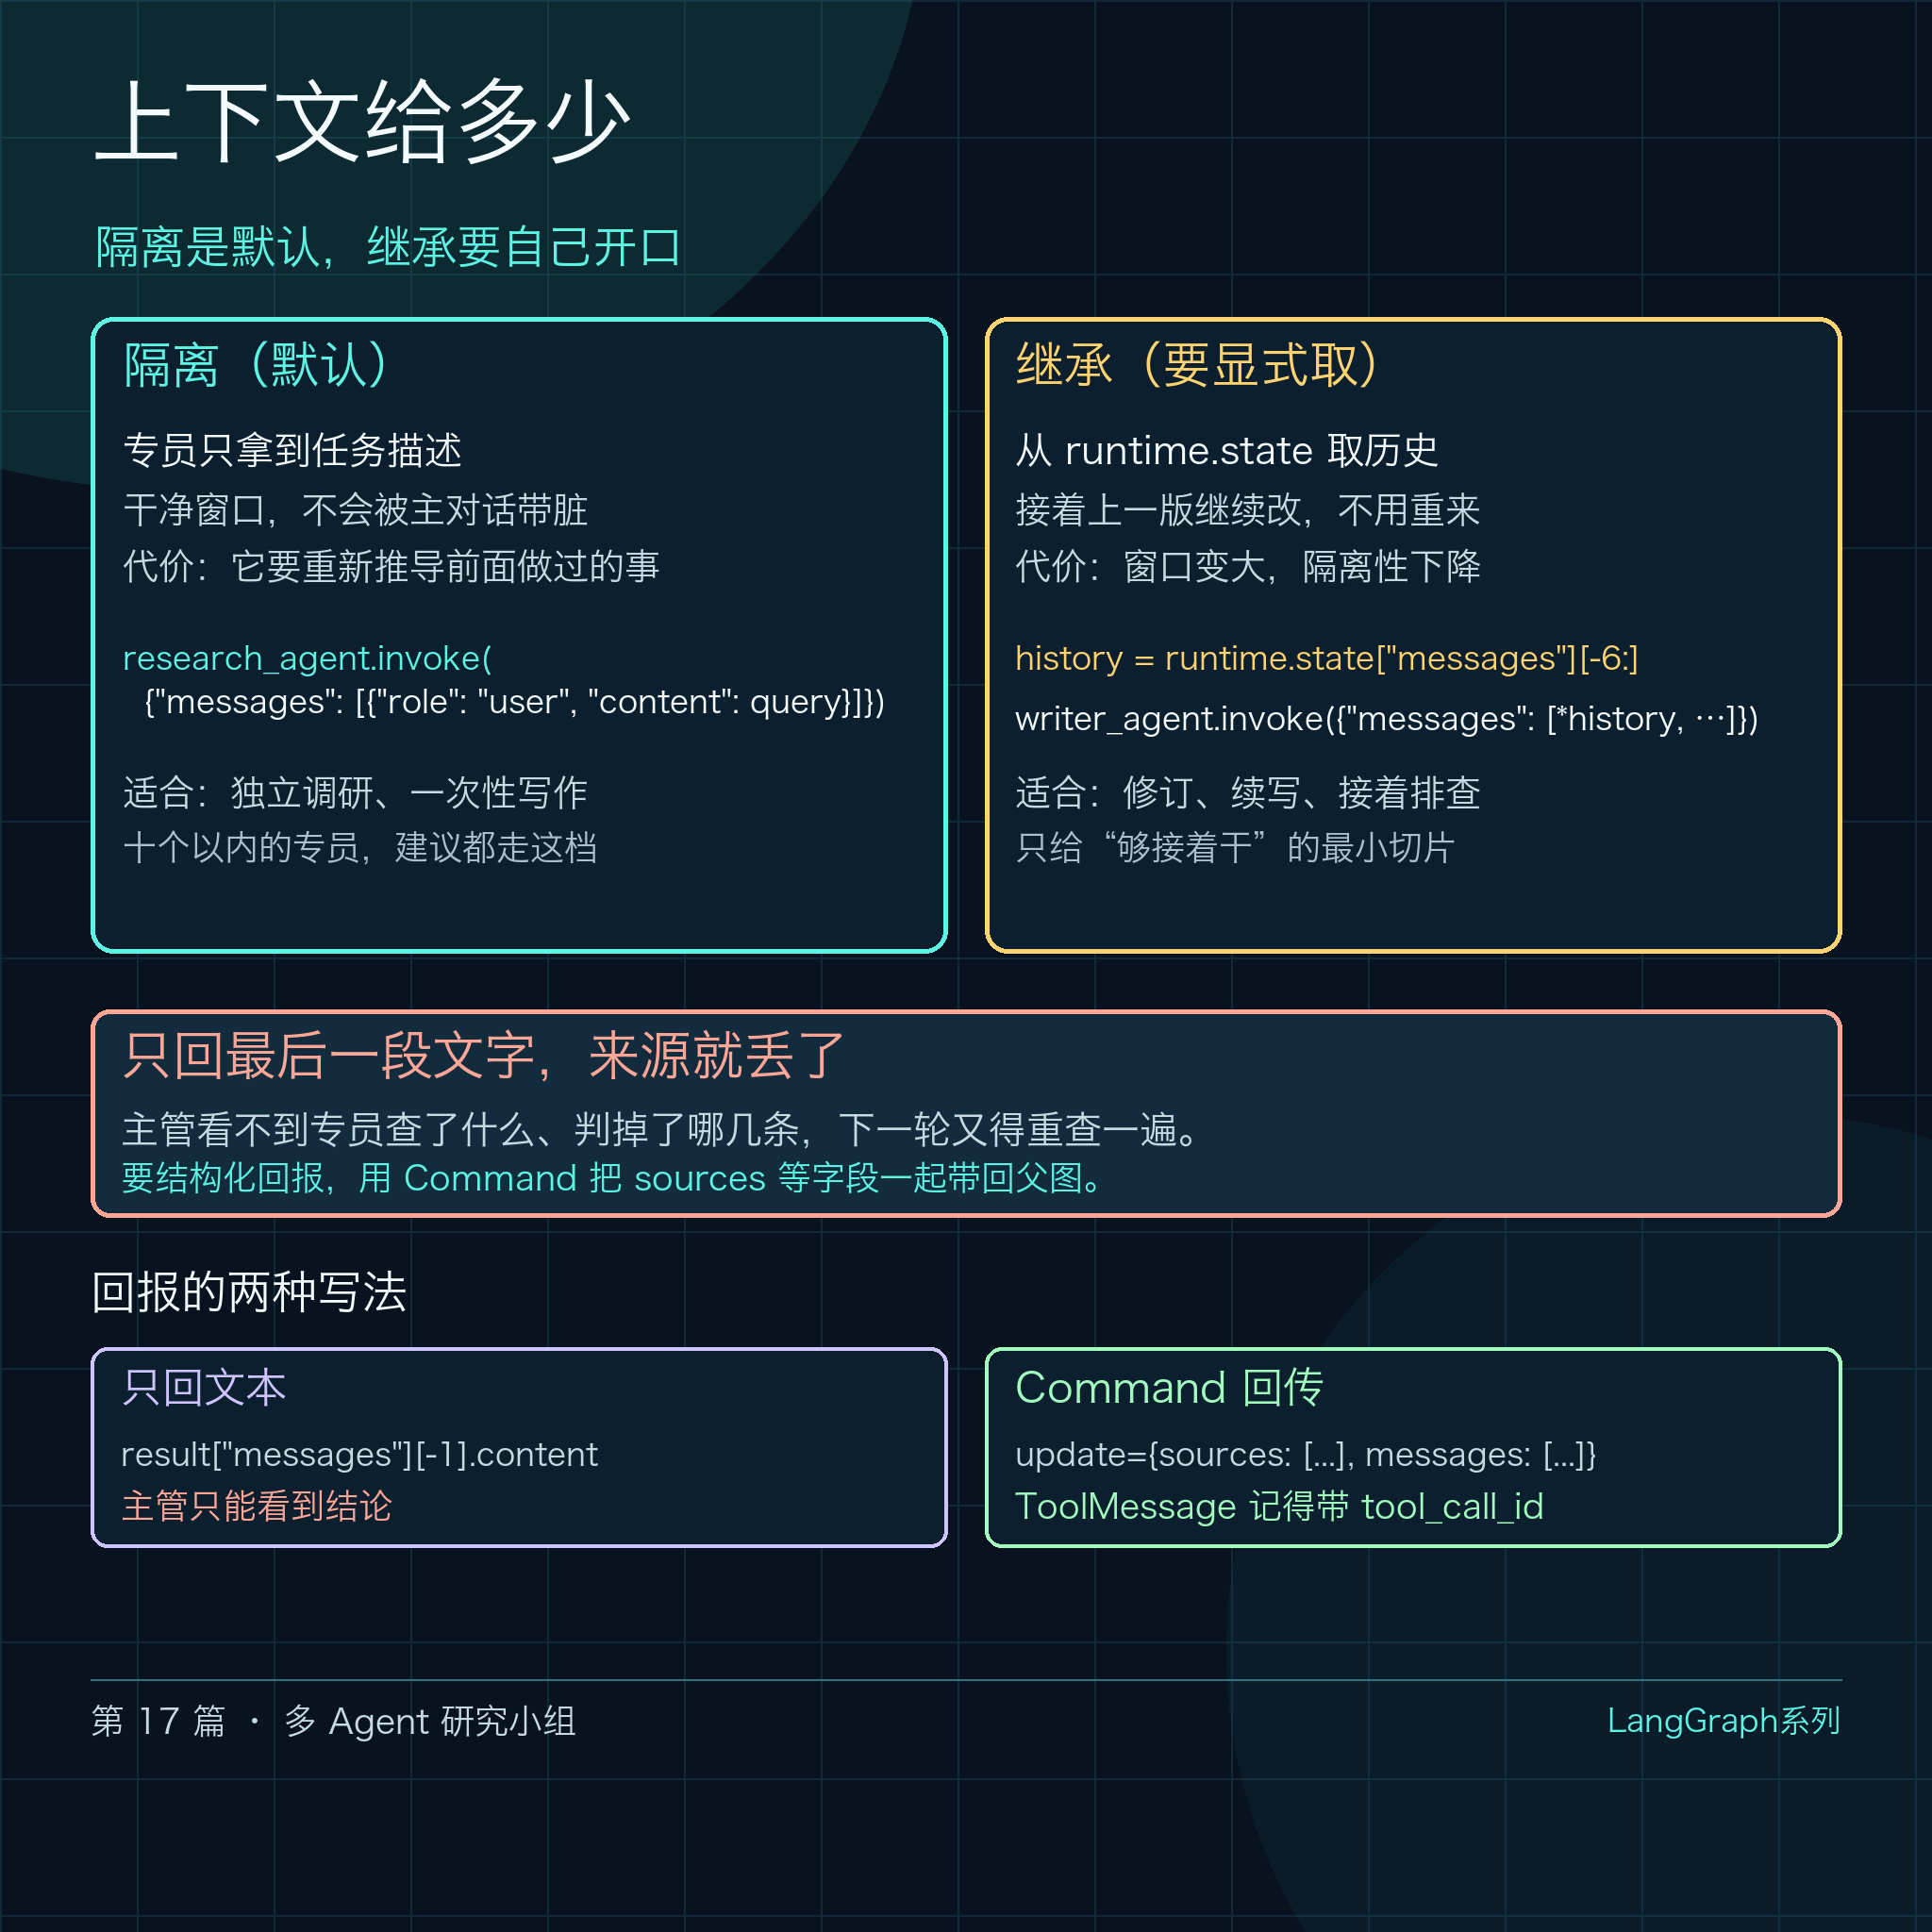 上下文给多少
隔离是默认，继承要自己开口
隔离（默认）
专员只拿到任务描述
干净窗口，不会被主对话带脏
代价：它要重新推导前面做过的事
research_agent.invoke(
{"messages": [{"role": "user", "content": query}]})
适合：独立调研、一次性写作
十个以内的专员，建议都走这档
继承（要显式取）
从 runtime.state 取历史
接着上一版继续改，不用重来
代价：窗口变大，隔离性下降
history = runtime.state["messages"][-6:]
writer_agent.invoke({"messages": [*history, …]})
适合：修订、续写、接着排查
只给“够接着干”的最小切片
只回最后一段文字，来源就丢了
主管看不到专员查了什么、判掉了哪几条，下一轮又得重查一遍。
要结构化回报，用 Command 把 sources 等字段一起带回父图。
回报的两种写法
只回文本
result["messages"][-1].content
主管只能看到结论
Command 回传
update={sources: [...], messages: [...]}
ToolMessage 记得带 tool_call_id
第 17 篇 · 多 Agent 研究小组
LangGraph系列